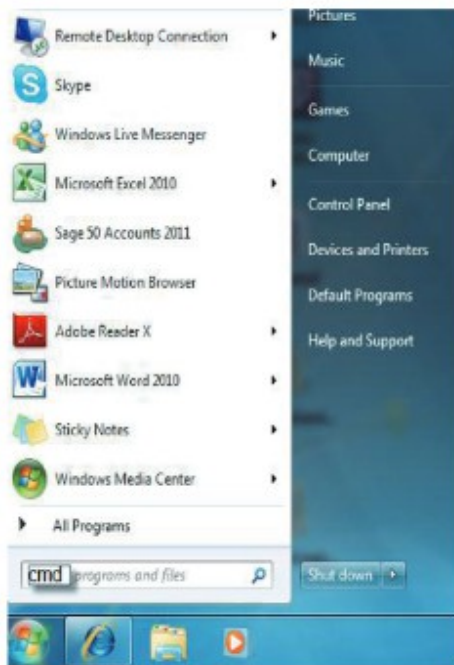 Remote Desktop Connection
Skype
Windows Live Messenger
Microsoft Excel 2010
Sage 50 Accounts 2011
Picture Motion Browser
Adobe Reader X
Microsoft Word 2010
Sticky Notes
Windows Media Center
All Programs
cmd programs and files
Pictures
Music
Games
Computer
Control Panel
Devices and Printers
Default Programs
Help and Support
Shut down